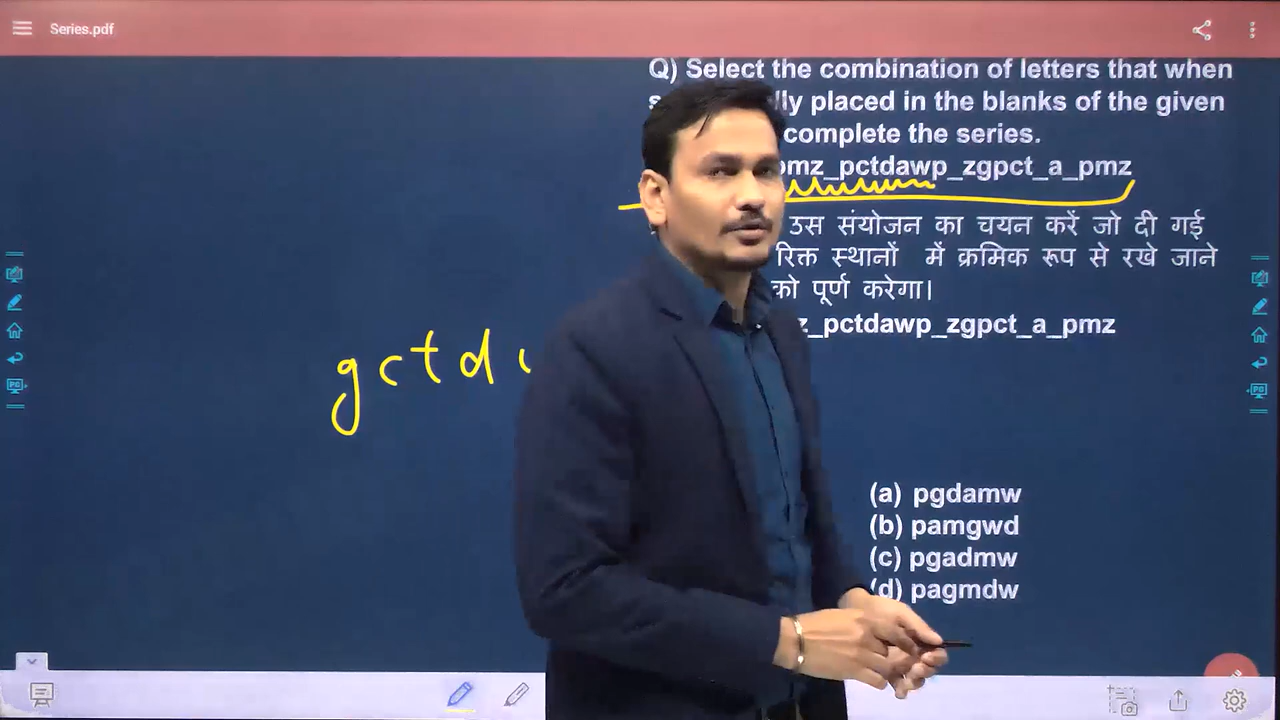 Series.pdf
Q) Select the combination of letters that when
placed in the blanks of the given
complete the series.
pmz_pctdawp_zgpct_a_pmz
उस संयोजन का चयन करें जो दी गई
रिक्त स्थानों में क्रमिक रूप से रखे जाने
को पूर्ण करेगा।
z_pctdawp_zgpct_a_pmz
gctd
(a) pgdamw
(b) pamgwd
(c) pgadmw
(d) pagmdw